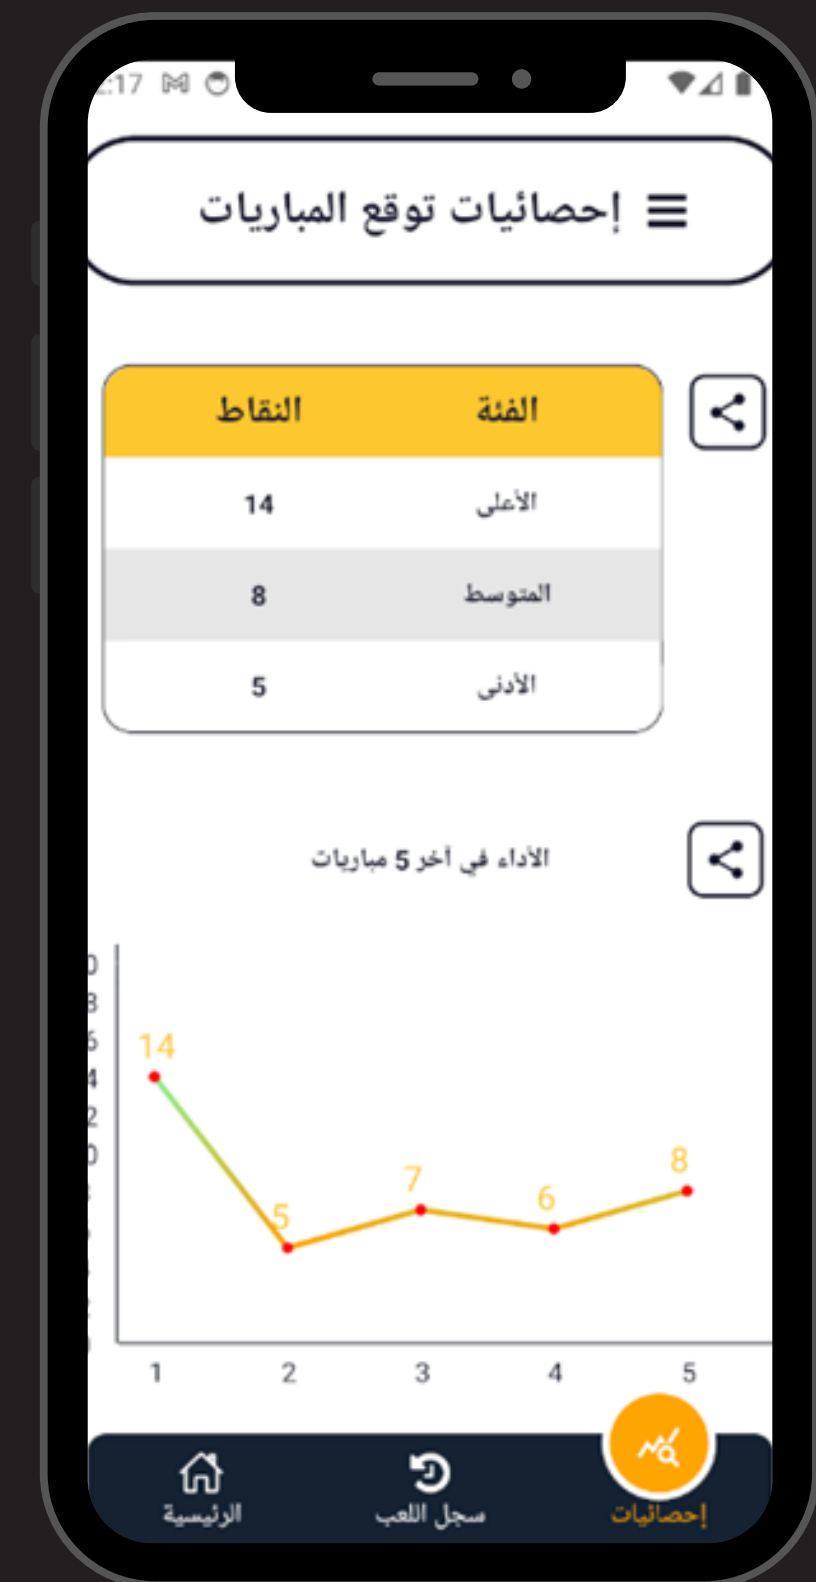 :17
إحصائيات توقع المباريات
الفئة النقاط
الأعلى 14
المتوسط 8
الأدنى 5
الأداء في آخر 5 مباريات
14
5
7
6
8
1 2 3 4 5
إحصائيات سجل اللعب الرئيسية